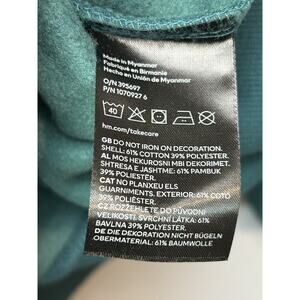 Made in Myanmar
Fabriqué en Birmanie
Hecho en Unión de Myanmar
O/N 395697
P/N 1070927 6
40
hm.com/takecare
GB DO NOT IRON ON DECORATION.
SHELL: 61% COTTON 39% POLYESTER.
AL MOS HEKUROSNI MBI DEKORIMET.
SHTRESA E JASHTME: 61% PAMBUK
39% POLIESTËR.
CAT NO PLANXEU ELS
GUARNIMENTS. EXTERIOR: 61% COTÓ
39% POLIÈSTER.
CZ ROZŽEHLETE DO PŮVODNÍ
VELIKOSTI. SVRCHNÍ LÁTKA: 61%
BAVLNA 39% POLYESTER.
DE DIE DEKORATION NICHT BÜGELN.
OBERMATERIAL: 61% BAUMWOLLE